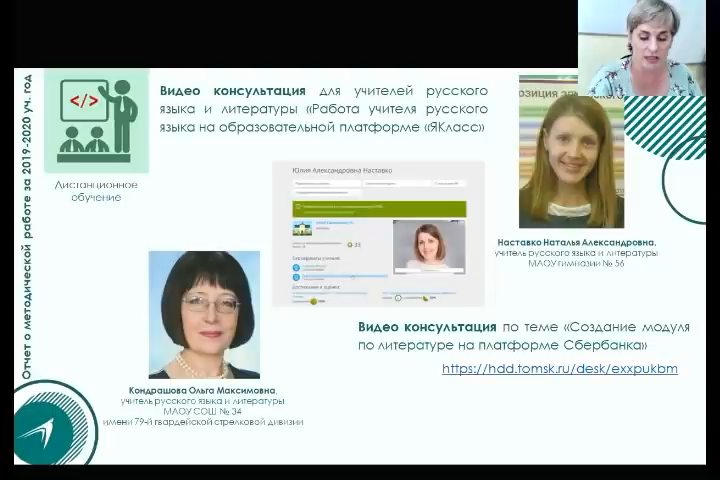 Отчет о методической работе за 2019-2020 уч. год
</>
Дистанционное
обучение
Видео консультация для учителей русского
языка и литературы «Работа учителя русского
языка на образовательной платформе «ЯКласс»
Юлия Александровна Наставко
Наставко Наталья Александровна,
учитель русского языка и литературы
МАОУ гимназии № 56
Кондрашова Ольга Максимовна,
учитель русского языка и литературы
МАОУ СОШ № 34
имени 79-й гвардейской стрелковой дивизии
Видео консультация по теме «Создание модуля
по литературе на платформе Сбербанка»
https://hdd.tomsk.ru/desk/exxpukbm